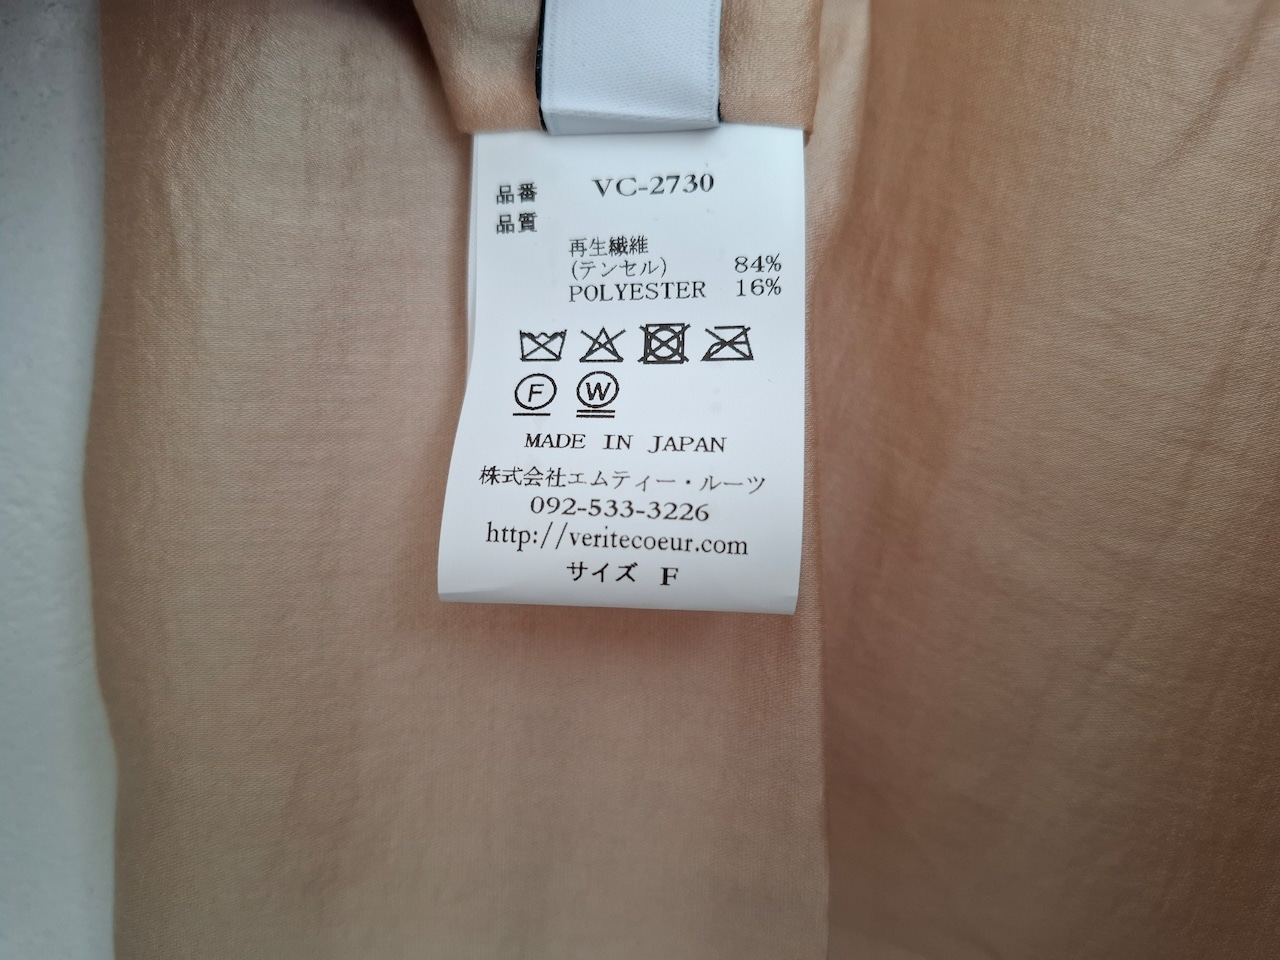 品番 VC-2730
品質
再生繊維
(テンセル) 84%
POLYESTER 16%
F W
MADE IN JAPAN
株式会社エムティー・ルーツ
092-533-3226
http://veritecoeur.com
サイズ F